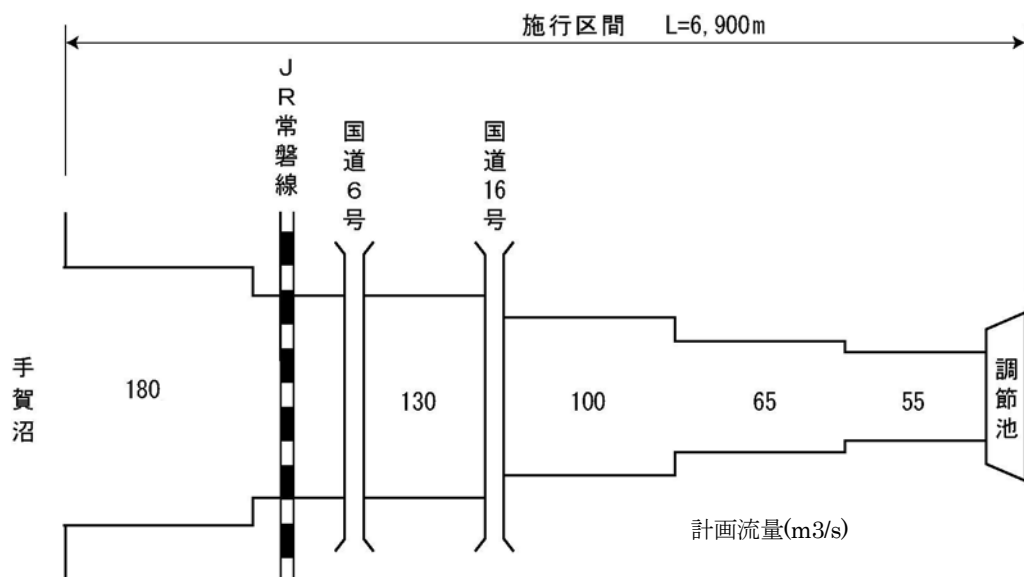 施行区間 L=6,900m
JR常磐線
国道6号
国道16号
手賀沼
180
130
100
65
55
調節池
計画流量(m3/s)